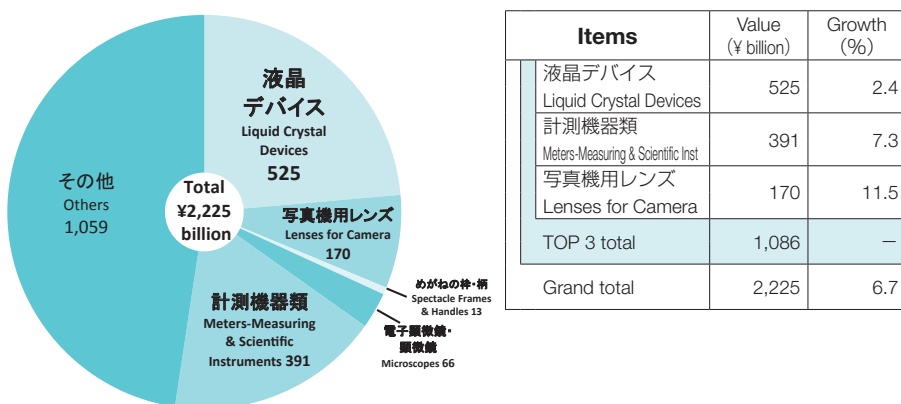 液晶
デバイス
Liquid Crystal
Devices
525
写真機用レンズ
Lenses for Camera
170
めがねの枠・柄
Spectacle Frames
& Handles 13
電子顕微鏡・
顕微鏡
Microscopes 66
計測機器類
Meters-Measuring
& Scientific
Instruments 391
その他
Others
1,059
Total
¥2,225
billion
Items Value (¥ billion) Growth (%)
液晶デバイス
Liquid Crystal Devices 525 2.4
計測機器類
Meters-Measuring & Scientific Inst 391 7.3
写真機用レンズ
Lenses for Camera 170 11.5
TOP 3 total 1,086 −
Grand total 2,225 6.7